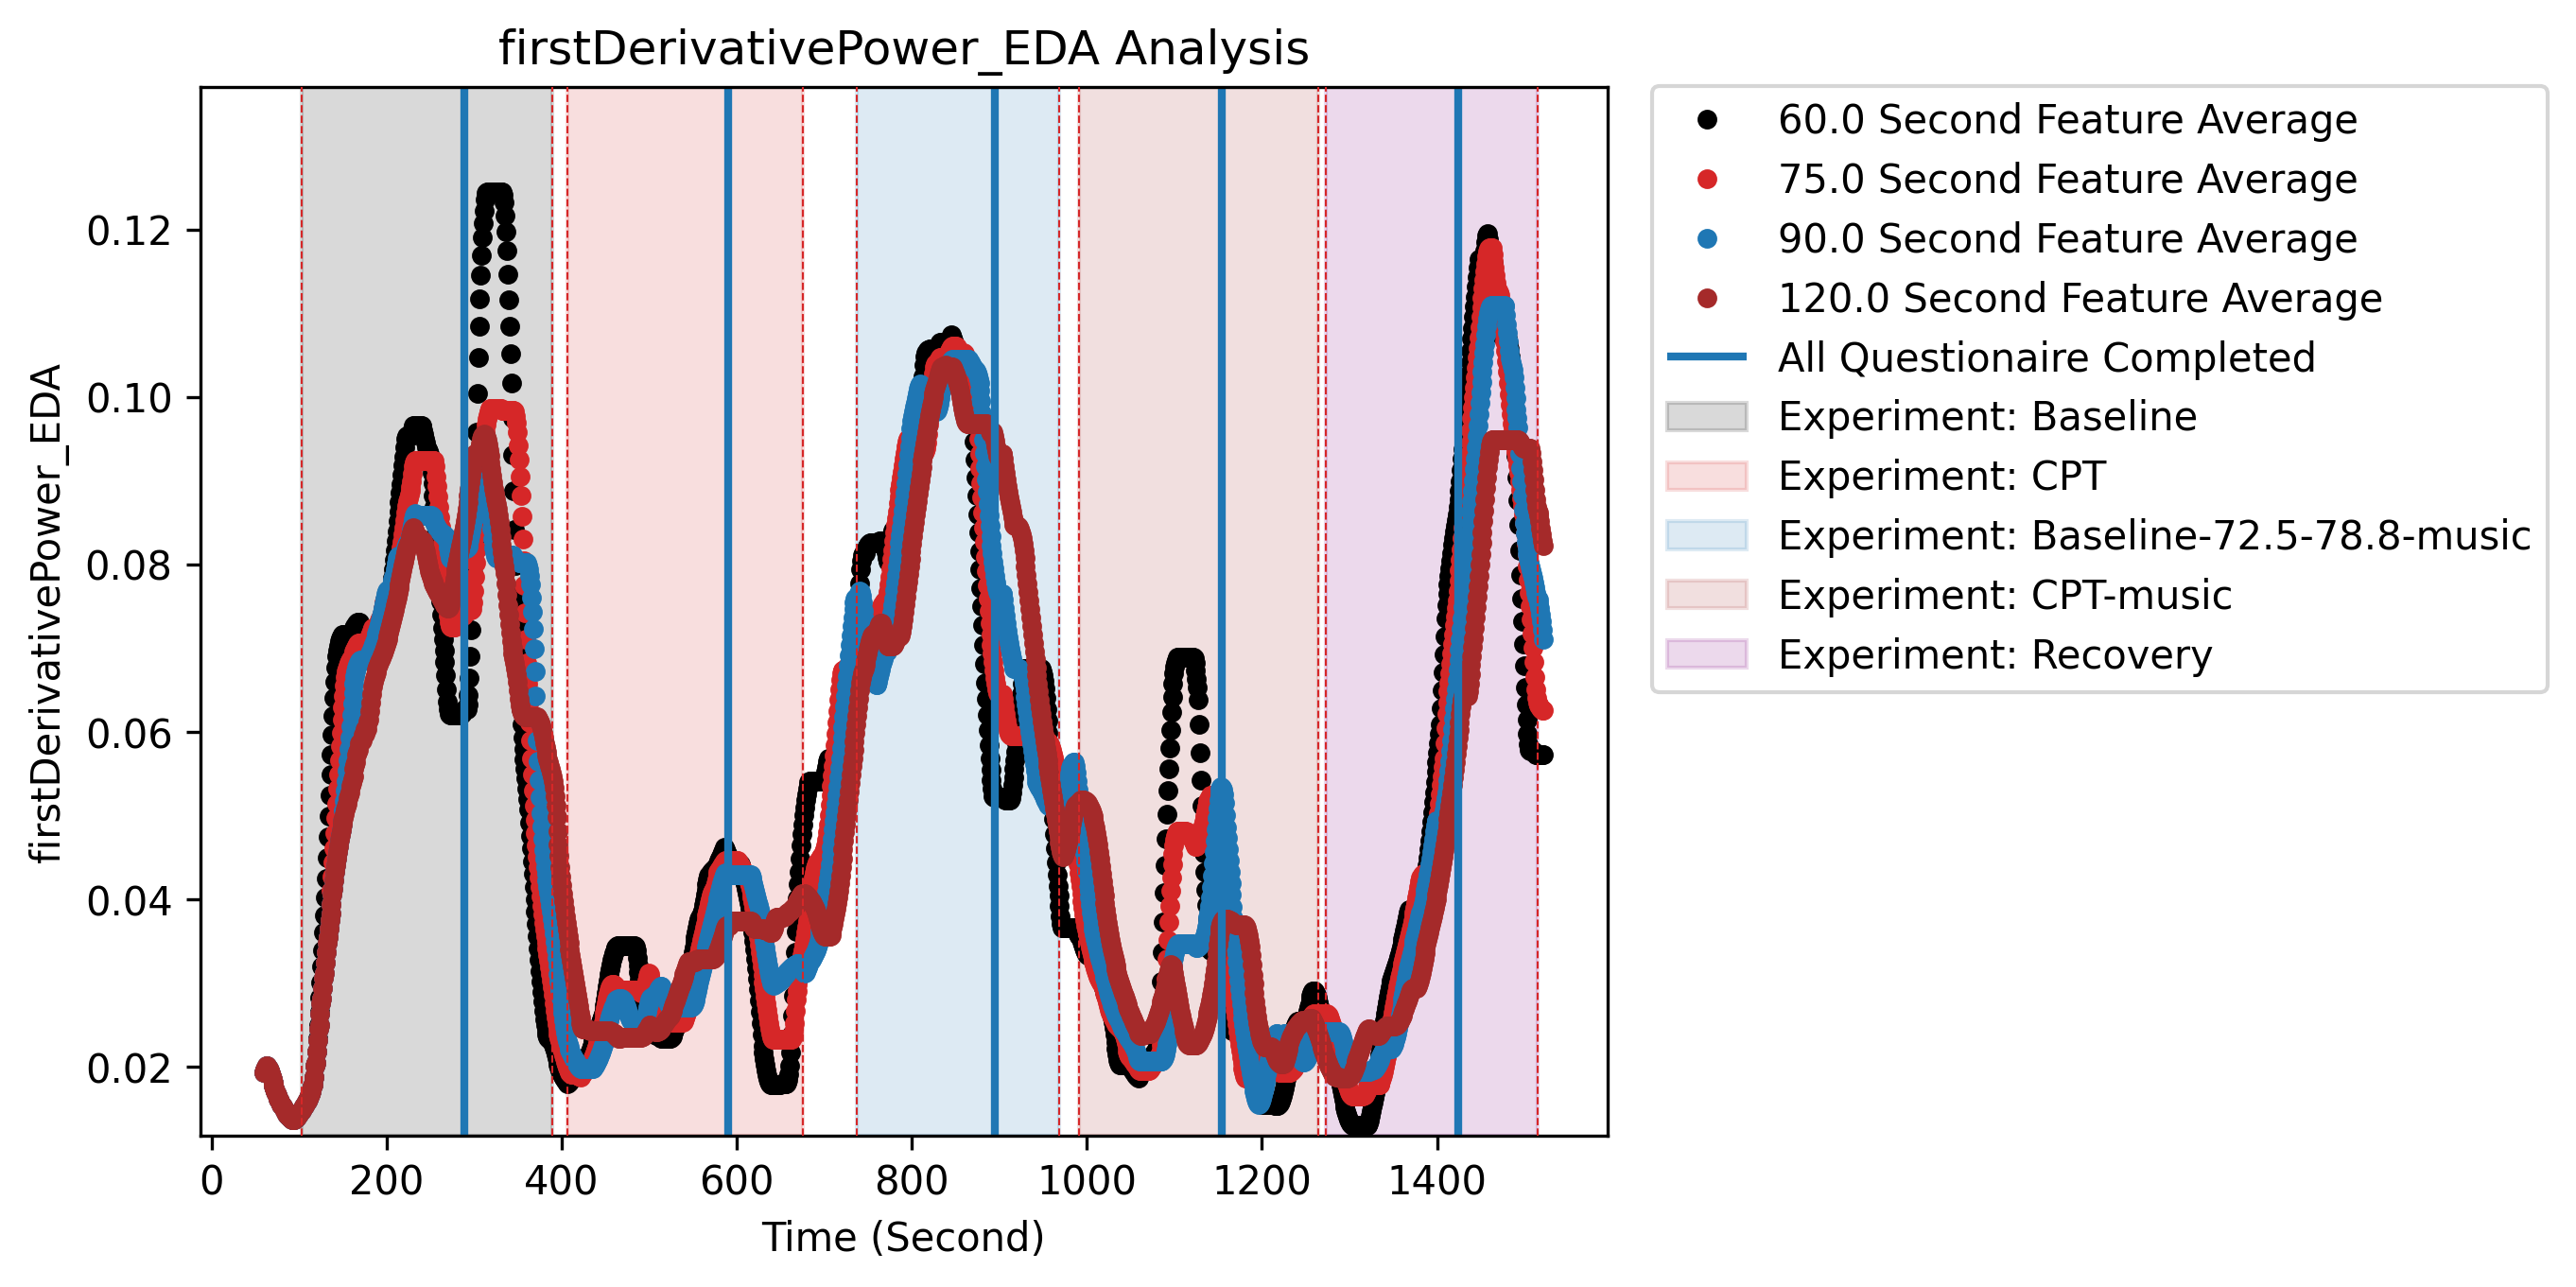 firstDerivativePower_EDA Analysis
firstDerivativePower_EDA
0.12
0.10
0.08
0.06
0.04
0.02
0 200 400 600 800 1000 1200 1400
Time (Second)
60.0 Second Feature Average
75.0 Second Feature Average
90.0 Second Feature Average
120.0 Second Feature Average
All Questionaire Completed
Experiment: Baseline
Experiment: CPT
Experiment: Baseline-72.5-78.8-music
Experiment: CPT-music
Experiment: Recovery